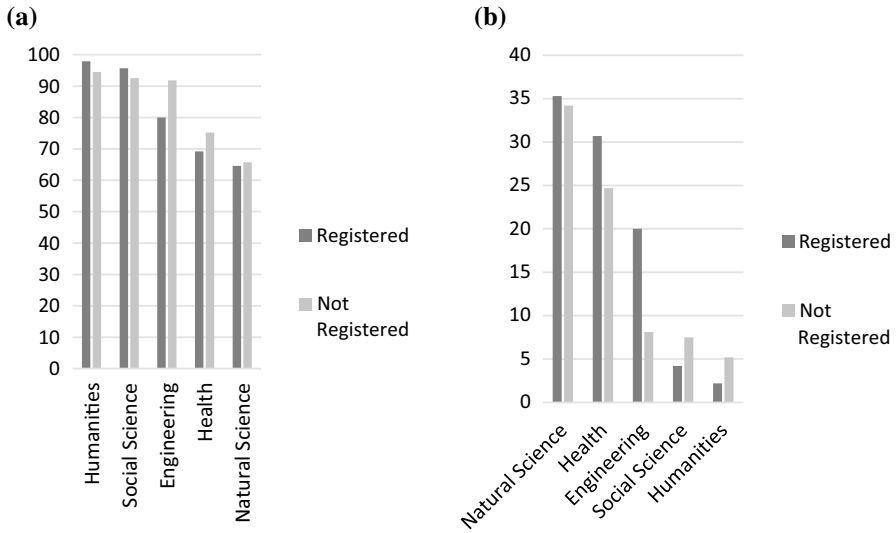 (a)
100
90
80
70
60
50
40
30
20
10
0
Humanities
Social Science
Engineering
Health
Natural Science
Registered
Not
Registered
(b)
40
35
30
25
20
15
10
5
0
Natural Science
Health
Engineering
Social Science
Humanities
Registered
Not
Registered